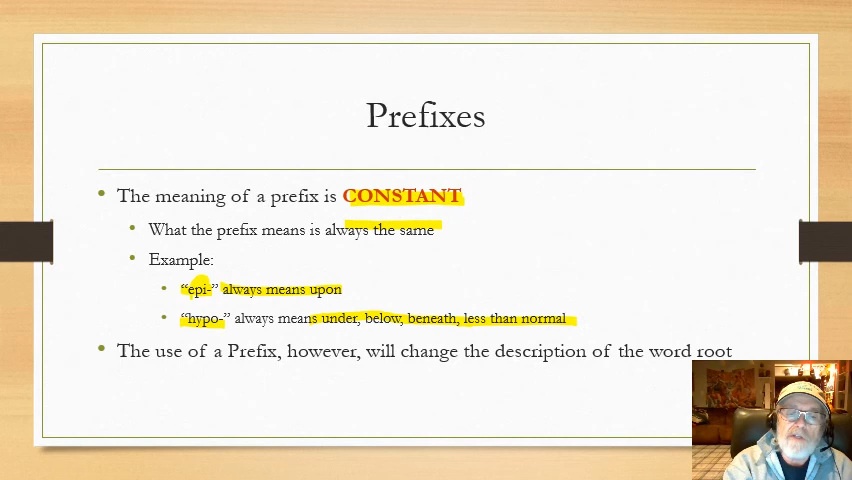 Prefixes
The meaning of a prefix is CONSTANT
What the prefix means is always the same
Example:
“epi-” always means upon
“hypo-” always means under, below, beneath, less than normal
The use of a Prefix, however, will change the description of the word root